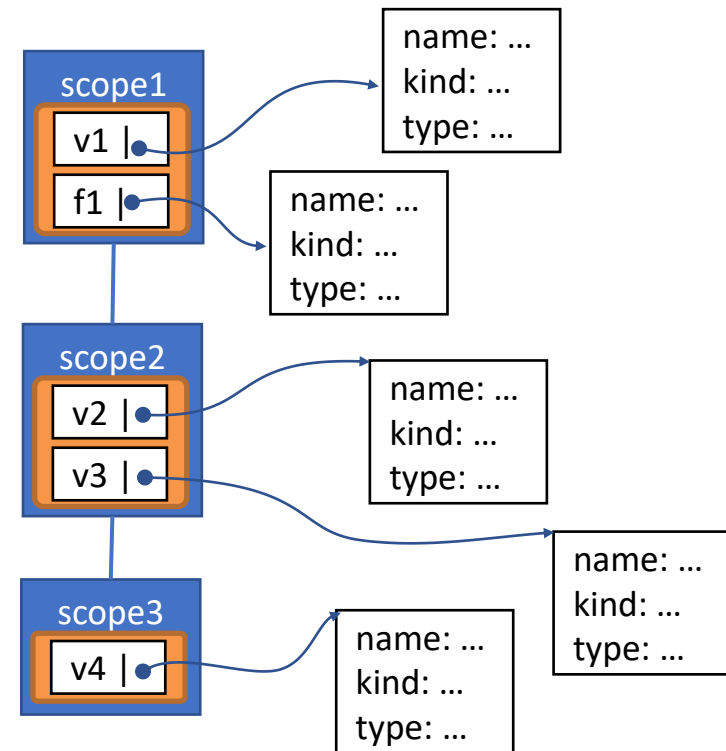 scope1
v1 |
f1 |
name: ...
kind: ...
type: ...
name: ...
kind: ...
type: ...
scope2
v2 |
v3 |
name: ...
kind: ...
type: ...
name: ...
kind: ...
type: ...
scope3
v4 |
name: ...
kind: ...
type: ...